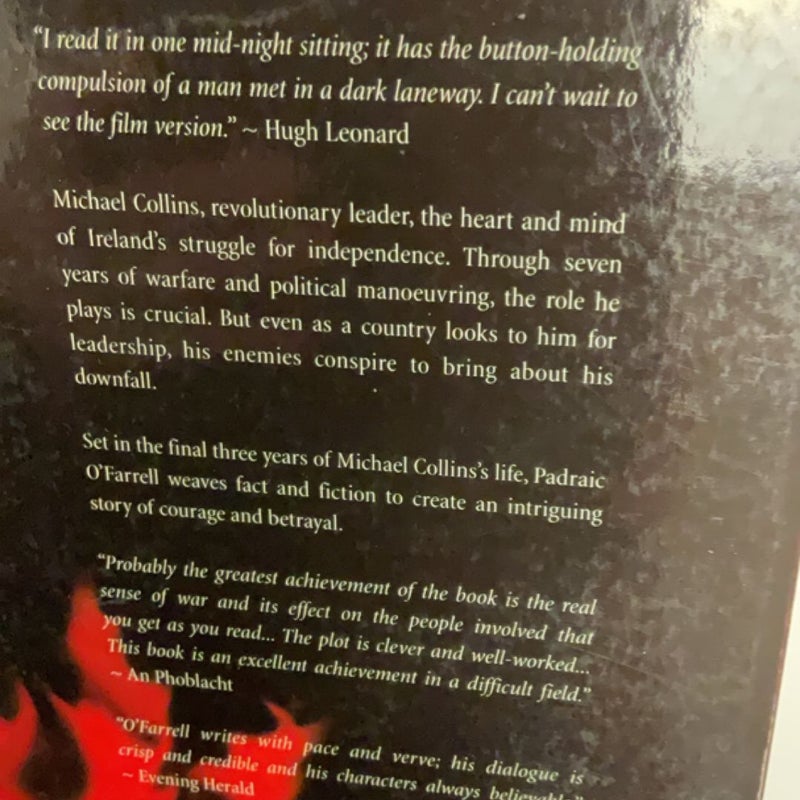 “I read it in one mid-night sitting; it has the button-holding
compulsion of a man met in a dark laneway. I can’t wait to
see the film version.” ~ Hugh Leonard
Michael Collins, revolutionary leader, the heart and mind
of Ireland’s struggle for independence. Through seven
years of warfare and political manoeuvring, the role he
plays is crucial. But even as a country looks to him for
leadership, his enemies conspire to bring about his
downfall.
Set in the final three years of Michael Collins’s life, Padraic
O’Farrell weaves fact and fiction to create an intriguing
story of courage and betrayal.
“Probably the greatest achievement of the book is the real
sense of war and its effect on the people involved that
you get as you read... The plot is clever and well-worked...
This book is an excellent achievement in a difficult field.”
~ An Phoblacht
“O’Farrell writes with pace and verve; his dialogue is
crisp and credible and his characters always
~ Evening Herald